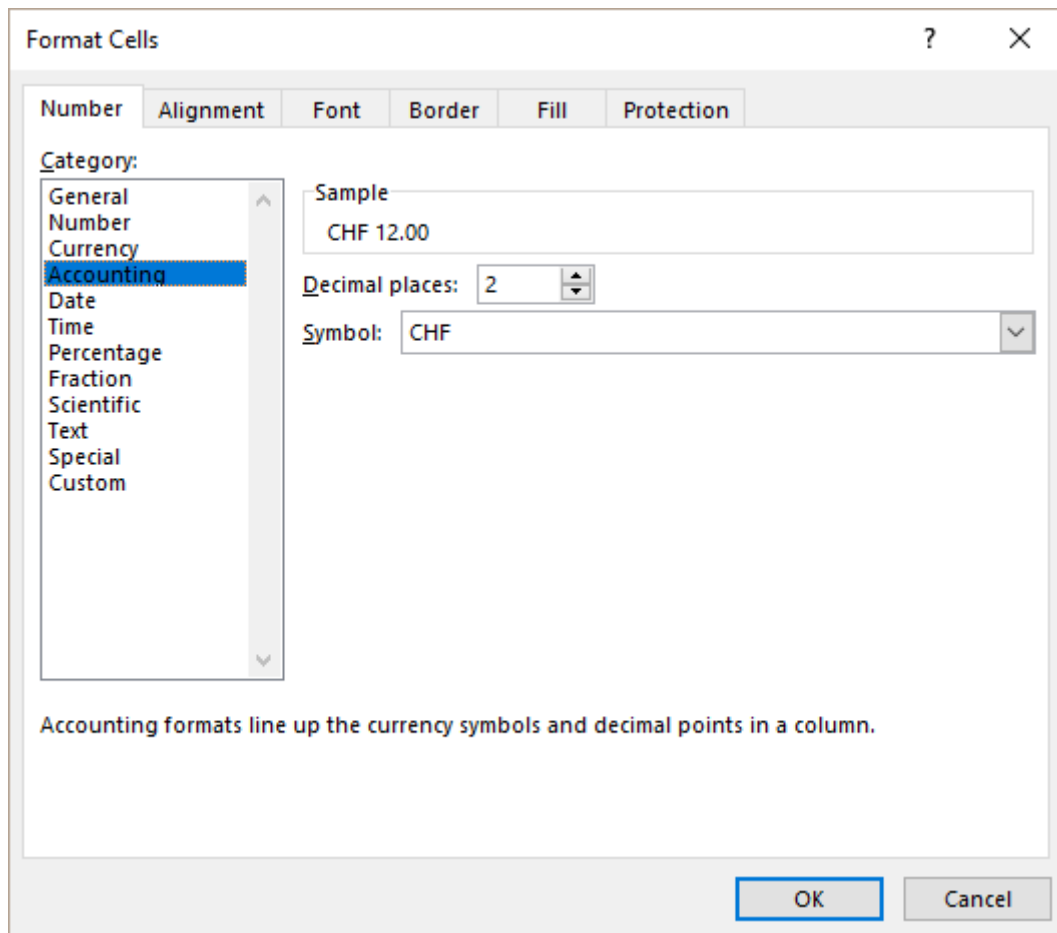 Format Cells ?
Number Alignment Font Border Fill Protection
Category:
General
Number
Currency
Accounting
Date
Time
Percentage
Fraction
Scientific
Text
Special
Custom
Sample
CHF 12.00
Decimal places: 2
Symbol: CHF
Accounting formats line up the currency symbols and decimal points in a column.
OK Cancel